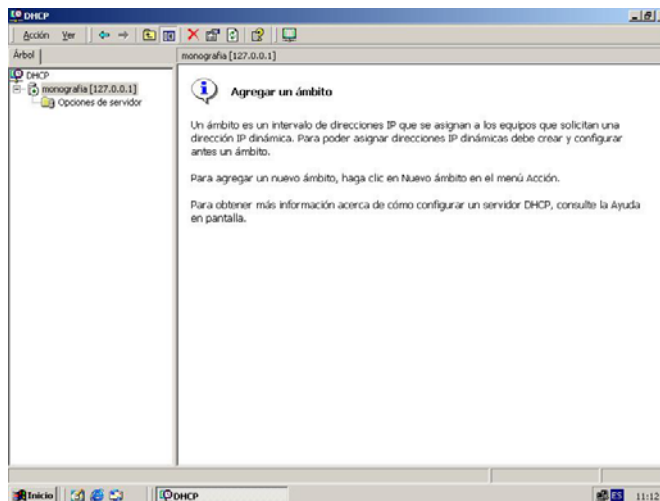 DHCP
Acción Ver
Árbol
monografia [127.0.0.1]
DHCP
monografia [127.0.0.1]
Opciones de servidor
Agregar un ámbito
Un ámbito es un intervalo de direcciones IP que se asignan a los equipos que solicitan una
dirección IP dinámica. Para poder asignar direcciones IP dinámicas debe crear y configurar
antes un ámbito.
Para agregar un nuevo ámbito, haga clic en Nuevo ámbito en el menú Acción.
Para obtener más información acerca de cómo configurar un servidor DHCP, consulte la Ayuda
en pantalla.
Inicio DHCP ES 11:12